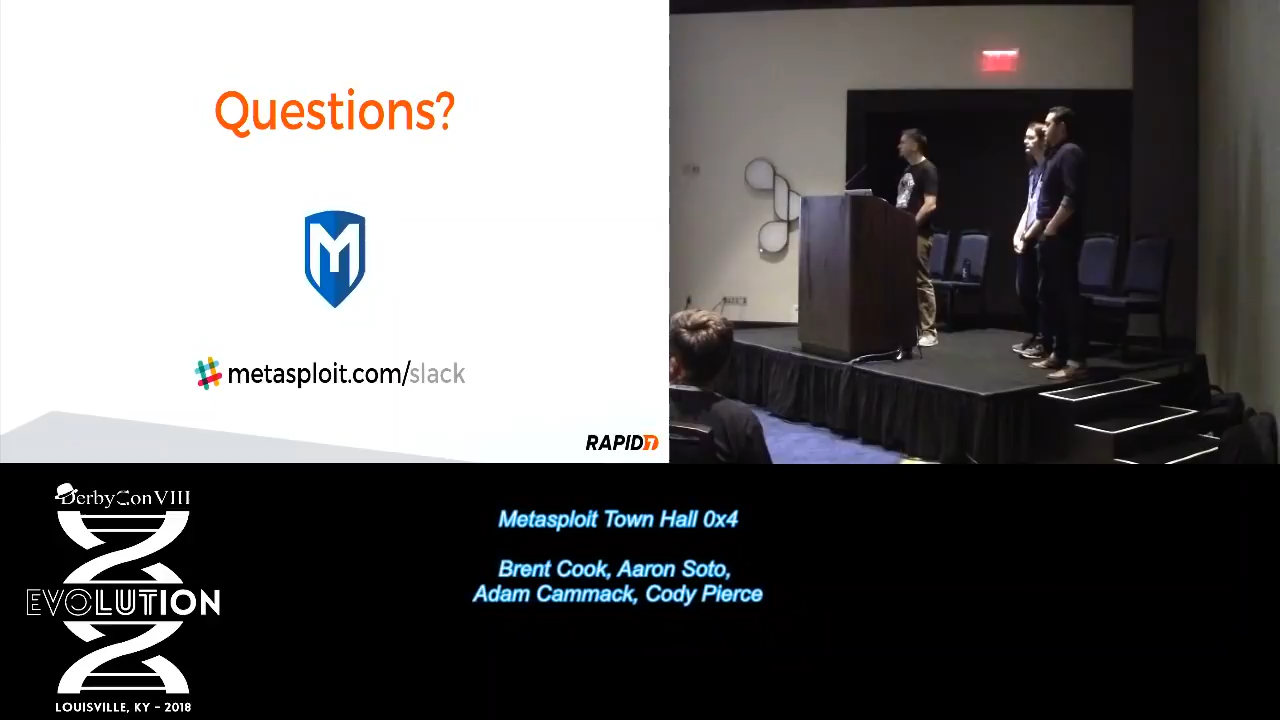 Questions?
M
metasploit.com/slack
RAPID7
DerbyCon VIII
EVOLUTION
LOUISVILLE, KY - 2018
Metasploit Town Hall 0x4
Brent Cook, Aaron Soto,
Adam Cammack, Cody Pierce